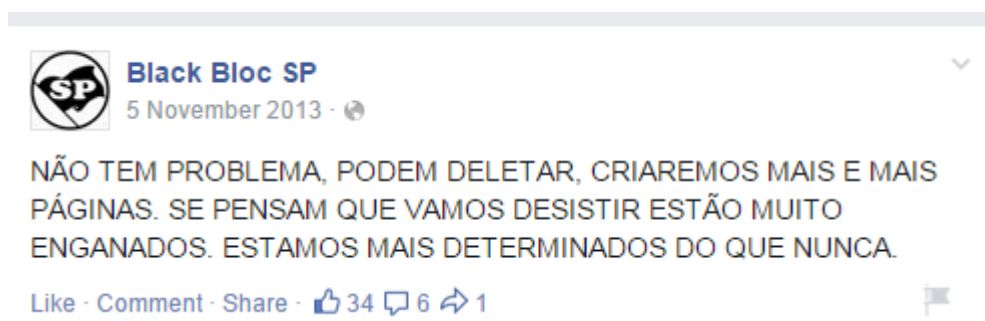 SP
Black Bloc SP
5 November 2013 ·
NÃO TEM PROBLEMA, PODEM DELETAR, CRIAREMOS MAIS E MAIS
PÁGINAS. SE PENSAM QUE VAMOS DESISTIR ESTÃO MUITO
ENGANADOS. ESTAMOS MAIS DETERMINADOS DO QUE NUNCA.
Like · Comment · Share · 34 6 1